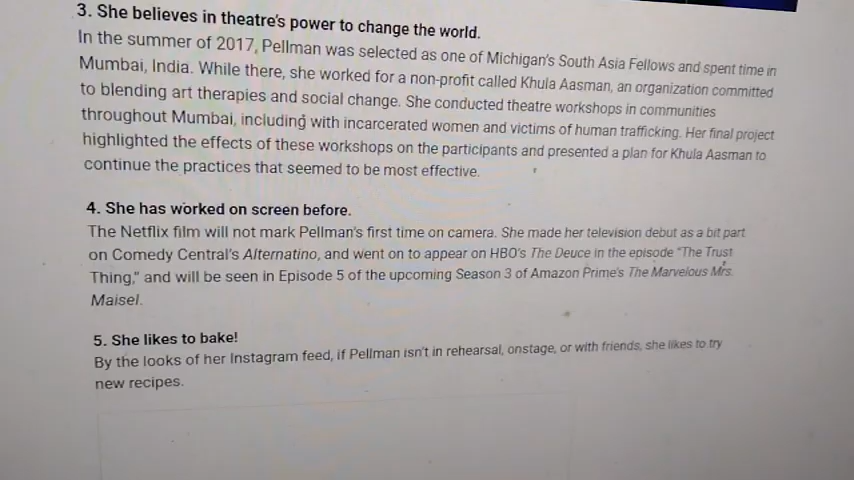 3. She believes in theatre's power to change the world.
In the summer of 2017, Pellman was selected as one of Michigan's South Asia Fellows and spent time in
Mumbai, India. While there, she worked for a non-profit called Khula Aasman, an organization committed
to blending art therapies and social change. She conducted theatre workshops in communities
throughout Mumbai, including with incarcerated women and victims of human trafficking. Her final project
highlighted the effects of these workshops on the participants and presented a plan for Khula Aasman to
continue the practices that seemed to be most effective.
4. She has worked on screen before.
The Netflix film will not mark Pellman's first time on camera. She made her television debut as a bit part
on Comedy Central's Alternatino, and went on to appear on HBO's The Deuce in the episode "The Trust
Thing," and will be seen in Episode 5 of the upcoming Season 3 of Amazon Prime's The Marvelous Mrs.
Maisel.
5. She likes to bake!
By the looks of her Instagram feed, if Pellman isn't in rehearsal, onstage, or with friends, she likes to try
new recipes.